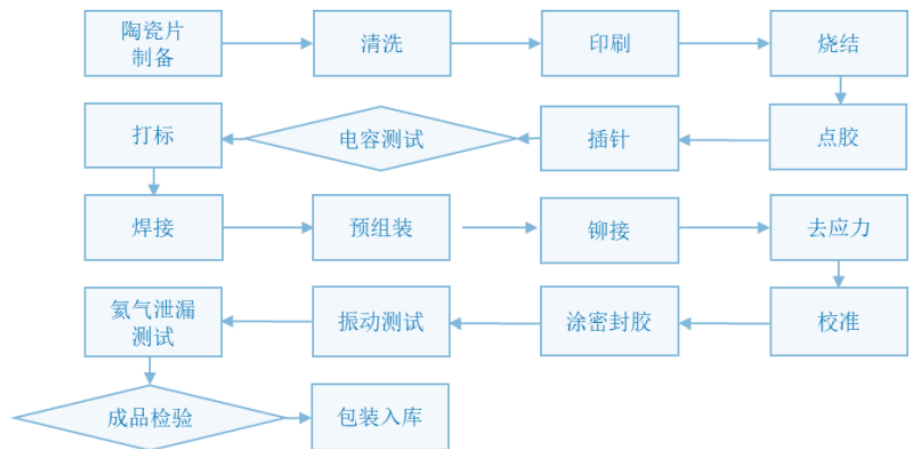 陶瓷片
制备
清洗
印刷
烧结
打标
电容测试
插针
点胶
焊接
预组装
铆接
去应力
氦气泄漏
测试
振动测试
涂密封胶
校准
成品检验
包装入库